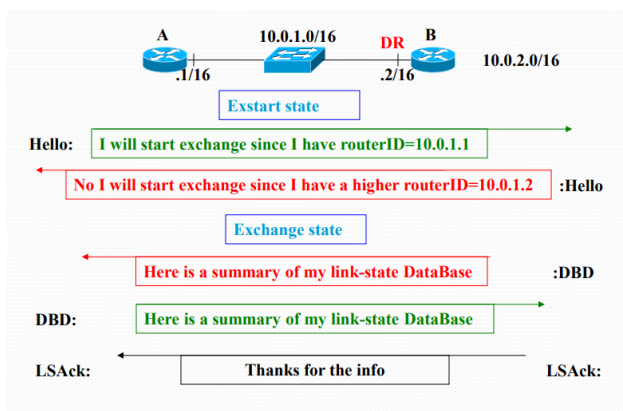 A
10.0.1.0/16
DR
B
.1/16
.2/16
10.0.2.0/16
Exstart state
Hello: I will start exchange since I have routerID=10.0.1.1
No I will start exchange since I have a higher routerID=10.0.1.2 :Hello
Exchange state
Here is a summary of my link-state DataBase :DBD
DBD: Here is a summary of my link-state DataBase
LSAck: Thanks for the info LSAck: